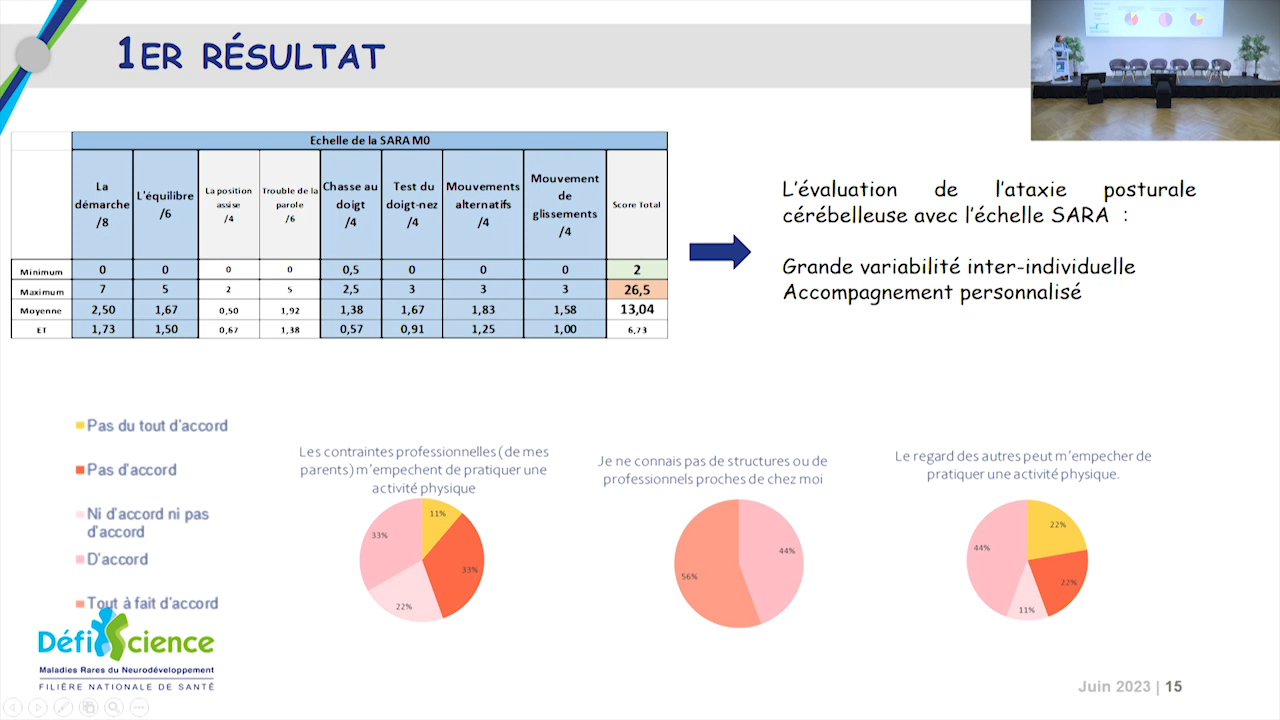 1ER RÉSULTAT
Echelle de la SARA M0
La démarche /8
L'équilibre /6
La position assise /4
Trouble de la parole /6
Chasse au doigt /4
Test du doigt-nez /4
Mouvements alternatifs /4
Mouvement de glissements /4
Score Total
Minimum 0 0 0 0 0,5 0 0 0 2
Maximum 7 5 2 5 2,5 3 3 3 26,5
Moyenne 2,50 1,67 0,50 1,92 1,38 1,67 1,83 1,58 13,04
ET 1,73 1,50 0,67 1,38 0,57 0,91 1,25 1,00 6,73
L'évaluation de l'ataxie posturale
cérébelleuse avec l'échelle SARA :
Grande variabilité inter-individuelle
Accompagnement personnalisé
Pas du tout d'accord
Pas d'accord
Ni d'accord ni pas
d'accord
D'accord
Tout à fait d'accord
Les contraintes professionnelles (de mes
parents) m'empechent de pratiquer une
activité physique
11%
33%
22%
33%
Je ne connais pas de structures ou de
professionnels proches de chez moi
44%
56%
Le regard des autres peut m'empecher de
pratiquer une activité physique.
22%
22%
11%
44%
DéfiScience
Maladies Rares du Neurodéveloppement
FILIÈRE NATIONALE DE SANTÉ
Juin 2023 | 15